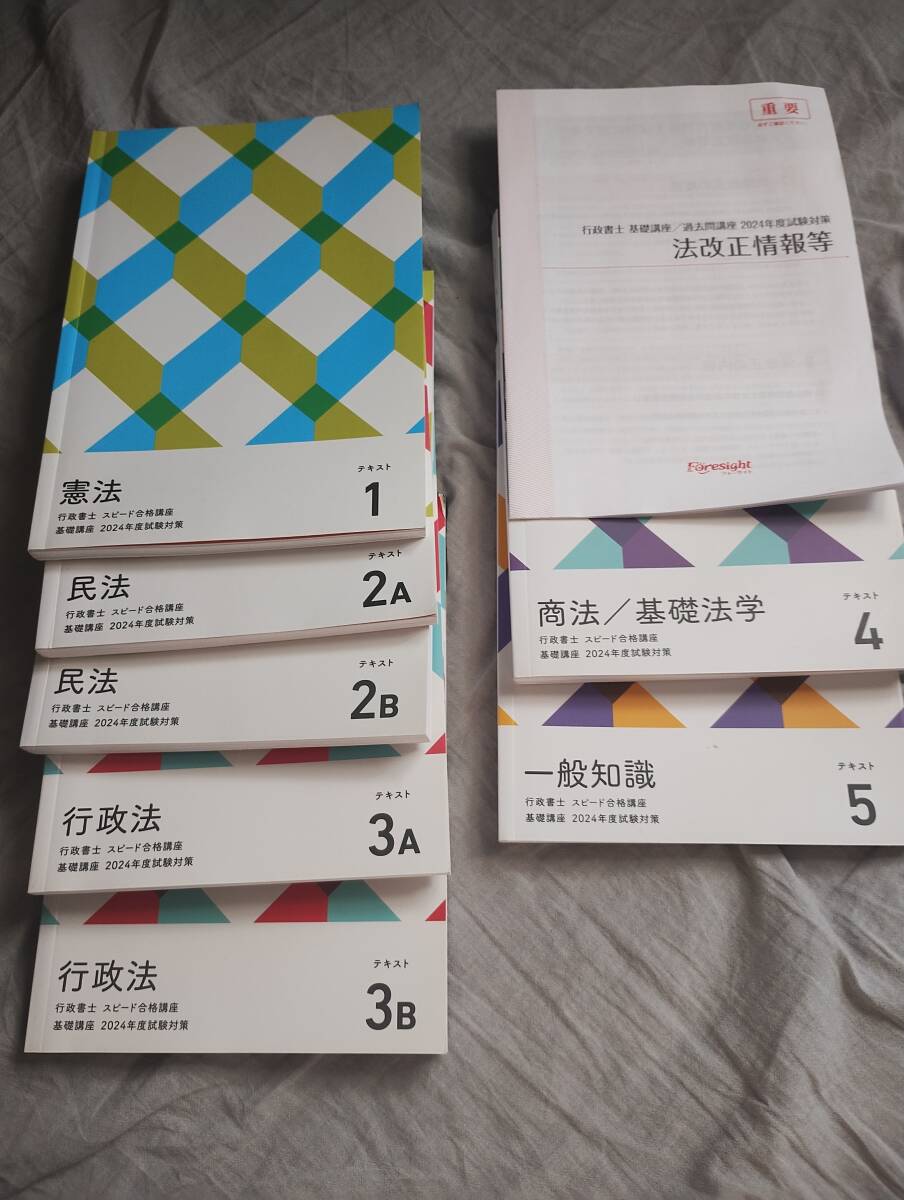 憲法
行政書士 スピード合格講座
基礎講座 2024年度試験対策
テキスト
1
民法
行政書士 スピード合格講座
基礎講座 2024年度試験対策
テキスト
2A
民法
行政書士 スピード合格講座
基礎講座 2024年度試験対策
テキスト
2B
行政法
行政書士 スピード合格講座
基礎講座 2024年度試験対策
テキスト
3A
行政法
行政書士 スピード合格講座
基礎講座 2024年度試験対策
テキスト
3B
重要
行政書士 基礎講座/過去問講座 2024年度試験対策
法改正情報等
Foresight
フォーサイト
商法/基礎法学
行政書士 スピード合格講座
基礎講座 2024年度試験対策
テキスト
4
一般知識
行政書士 スピード合格講座
基礎講座 2024年度試験対策
テキスト
5